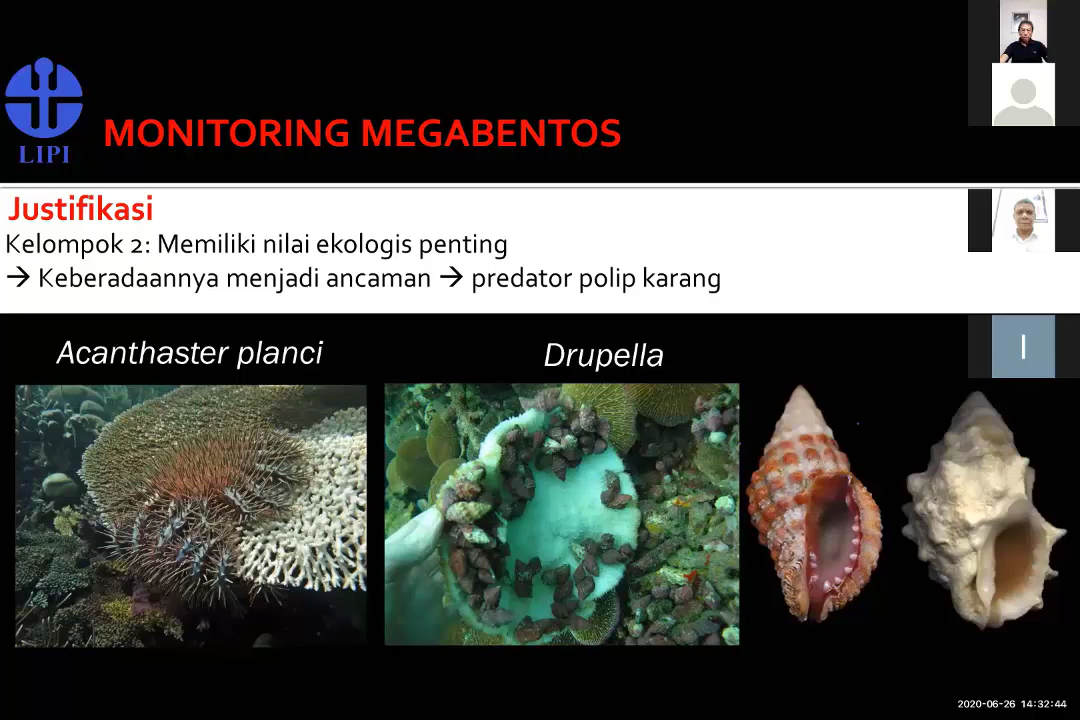 LIPI
MONITORING MEGABENTOS
Justifikasi
Kelompok 2: Memiliki nilai ekologis penting
→ Keberadaannya menjadi ancaman → predator polip karang
I
Acanthaster planci
Drupella
2020-06-26 14:32:44